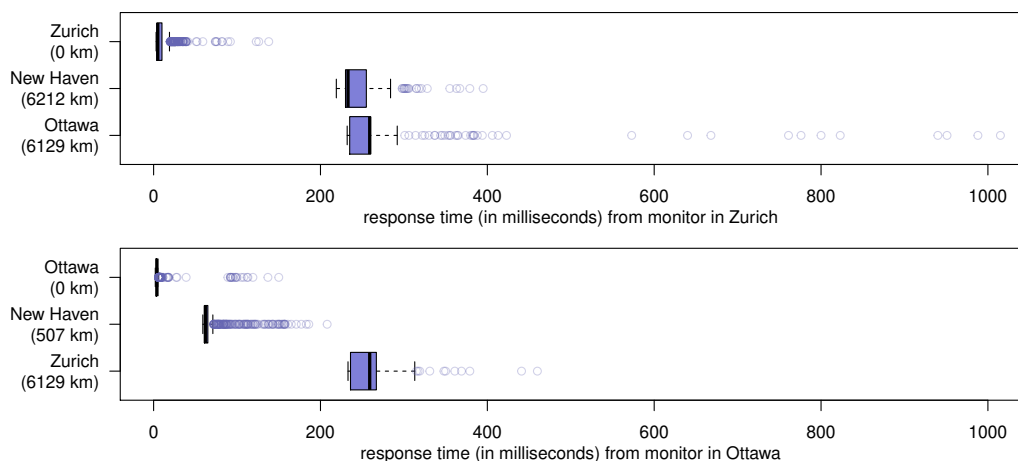 Zurich
(0 km)
New Haven
(6212 km)
Ottawa
(6129 km)
0 200 400 600 800 1000
response time (in milliseconds) from monitor in Zurich
Ottawa
(0 km)
New Haven
(507 km)
Zurich
(6129 km)
0 200 400 600 800 1000
response time (in milliseconds) from monitor in Ottawa